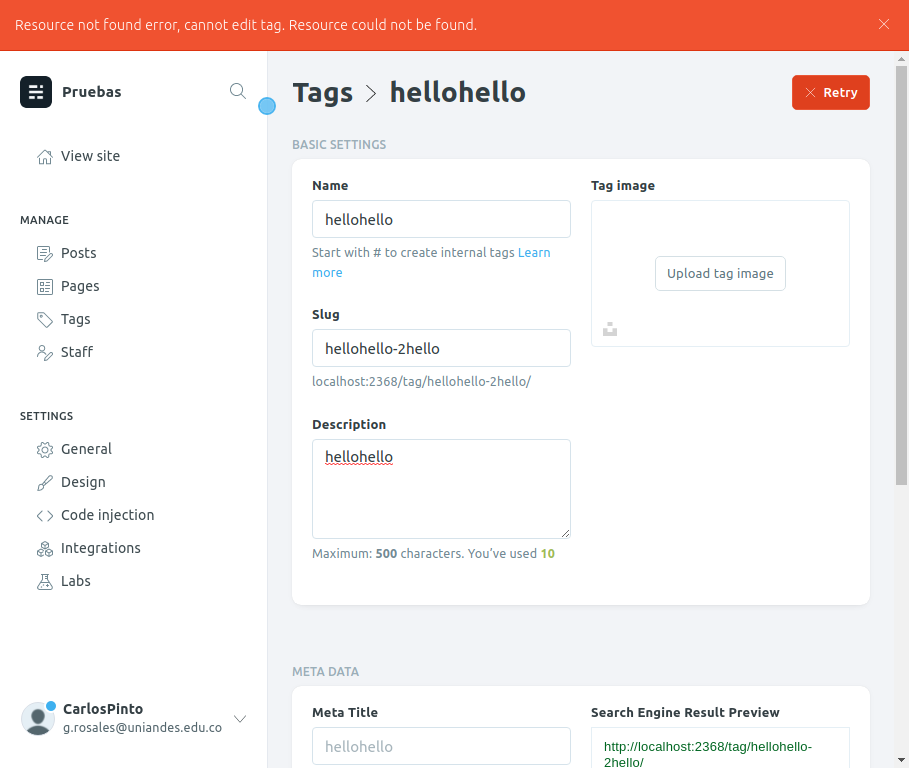 Resource not found error, cannot edit tag. Resource could not be found.
Pruebas
View site
MANAGE
Posts
Pages
Tags
Staff
SETTINGS
General
Design
Code injection
Integrations
Labs
CarlosPinto
g.rosales@uniandes.edu.co
Tags > hellohello
Retry
BASIC SETTINGS
Name
hellohello
Start with # to create internal tags Learn
more
Slug
hellohello-2hello
localhost:2368/tag/hellohello-2hello/
Description
hellohello
Maximum: 500 characters. You’ve used 10
Tag image
Upload tag image
META DATA
Meta Title
hellohello
Search Engine Result Preview
http://localhost:2368/tag/hellohello-
2hello/